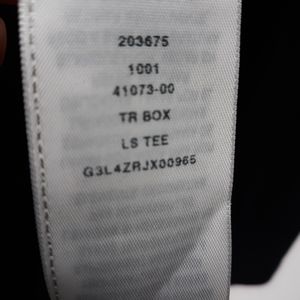 203675
1001
41073-00
TR BOX
LS TEE
G3L4ZRJX00965